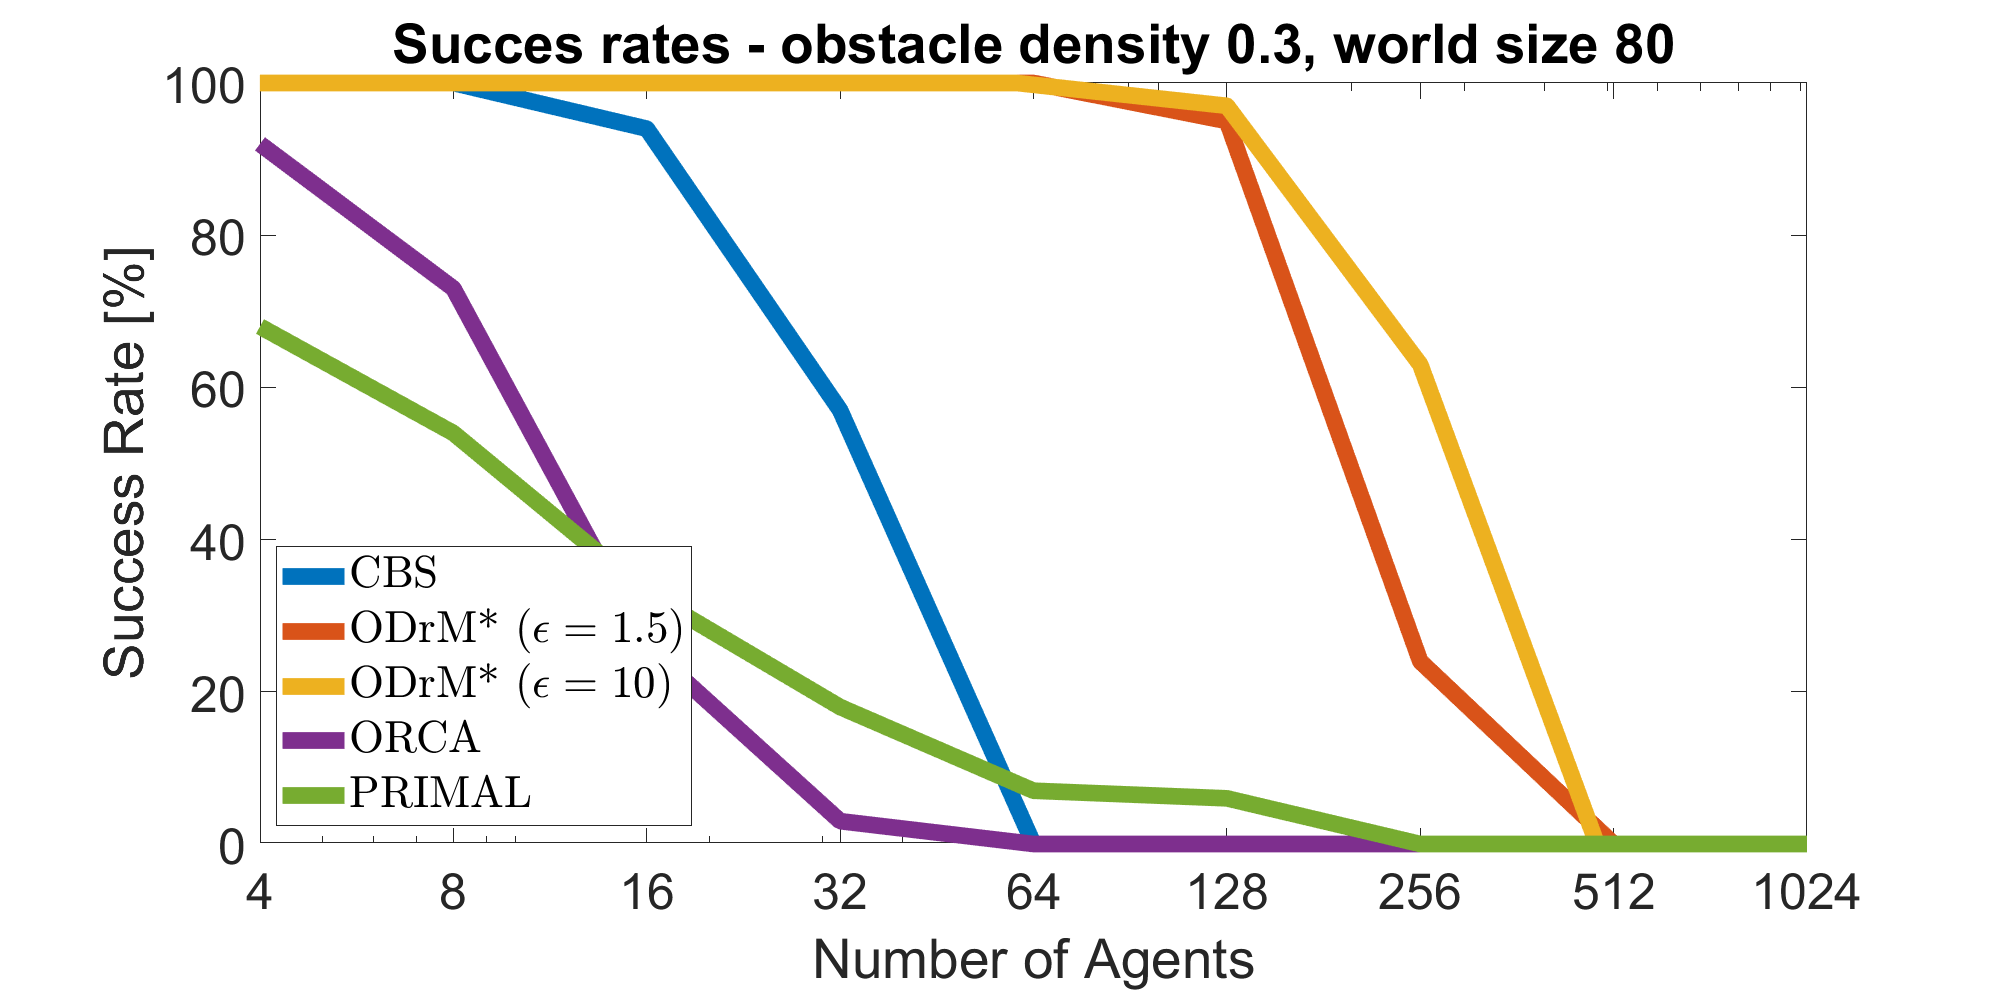 Succes rates - obstacle density 0.3, world size 80
100
80
60
40
20
0
Success Rate [%]
CBS
ODrM* (ϵ = 1.5)
ODrM* (ϵ = 10)
ORCA
PRIMAL
4 8 16 32 64 128 256 512 1024
Number of Agents